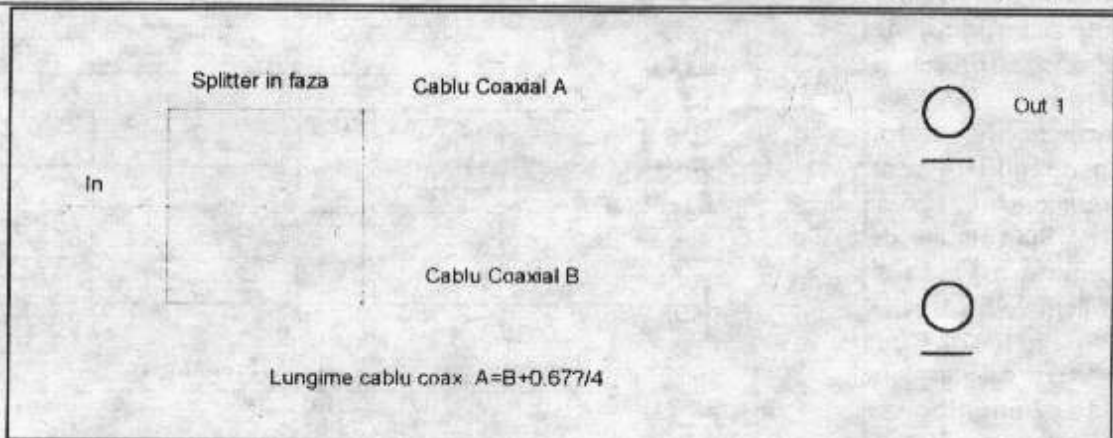 Splitter in faza
Cablu Coaxial A
Out 1
In
Cablu Coaxial B
Lungime cablu coax A=B+0.67?/4